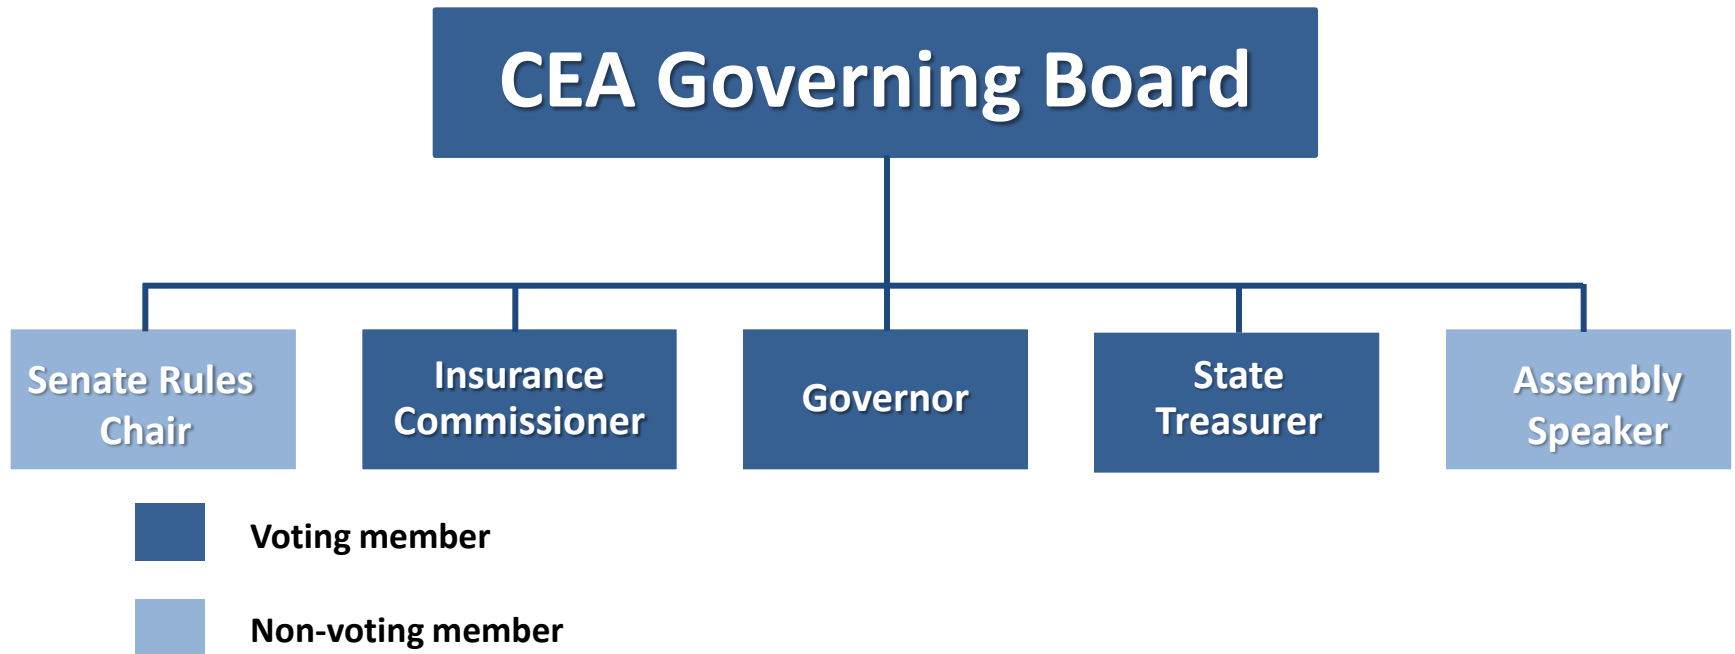 CEA Governing Board
Senate Rules
Chair
Insurance
Commissioner
Governor
State
Treasurer
Assembly
Speaker
Voting member
Non-voting member